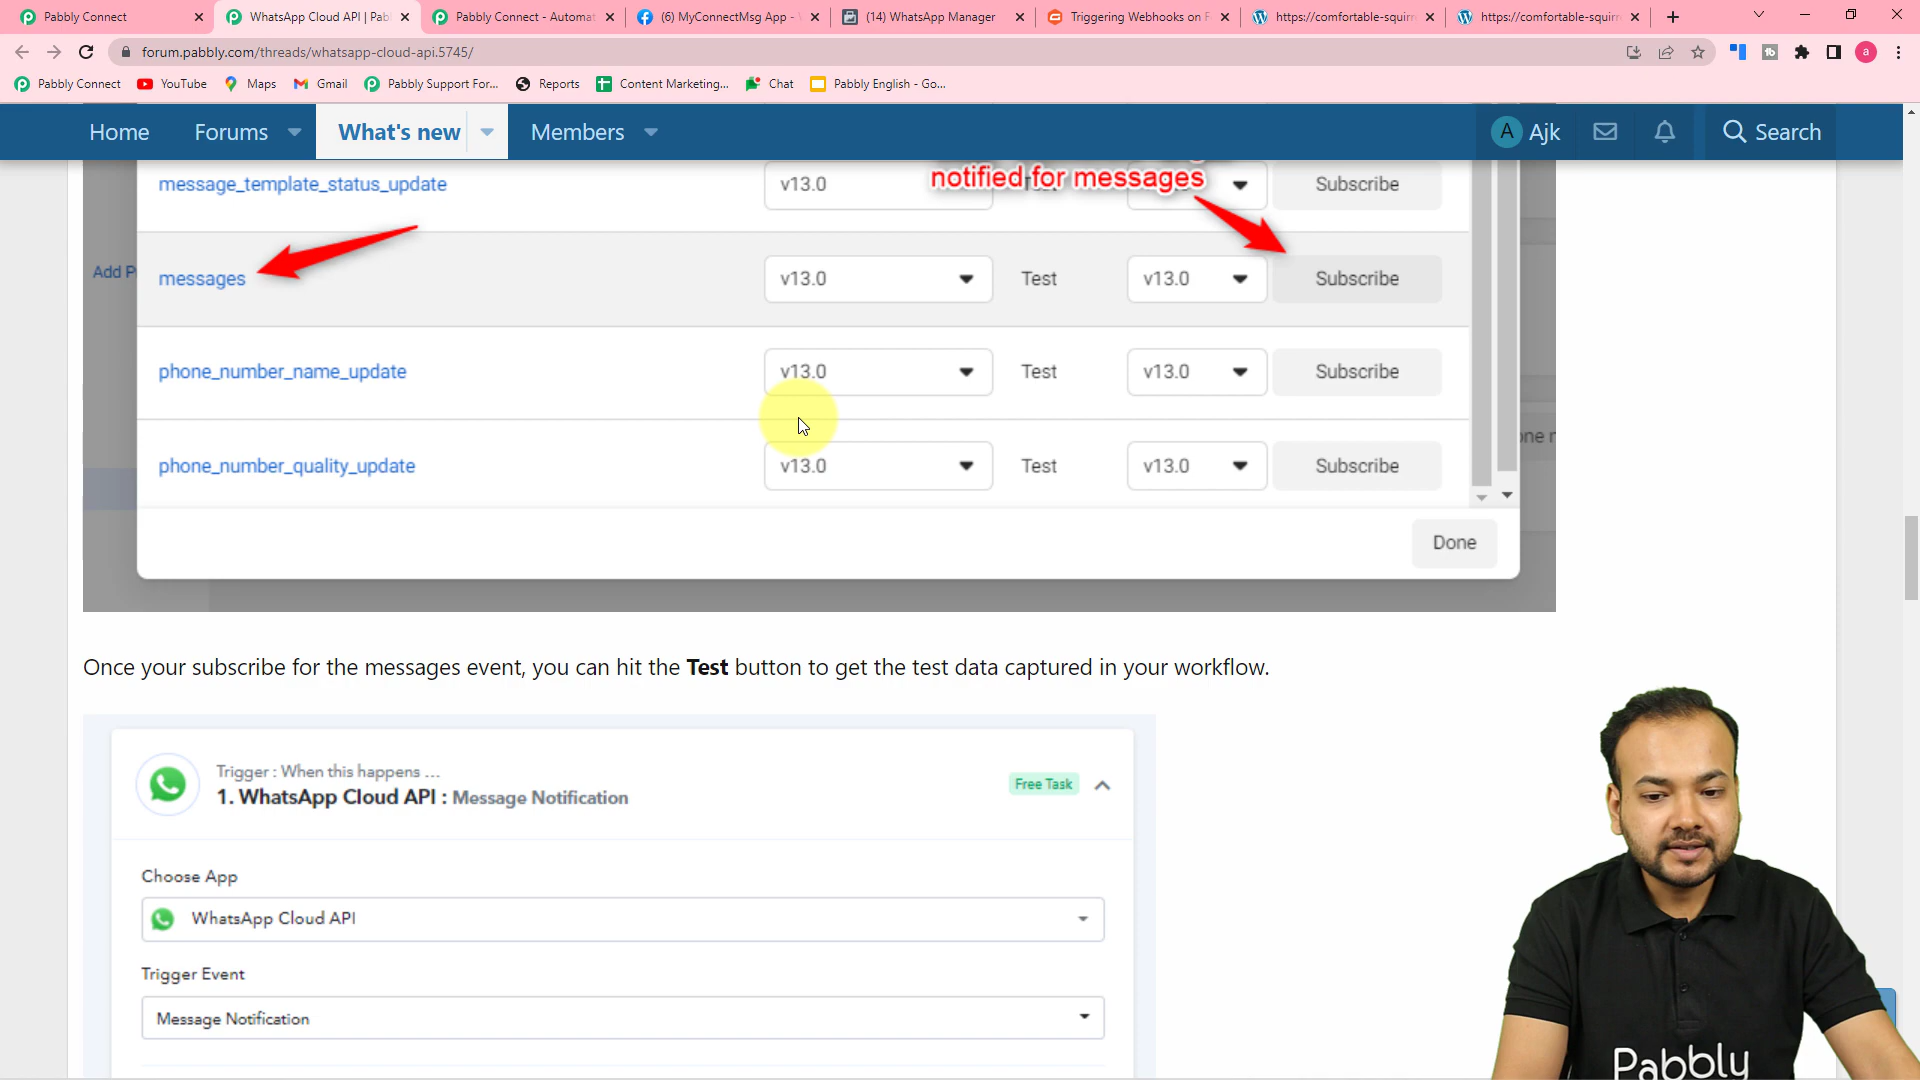 Pabbly Connect
WhatsApp Cloud API | Pab
Pabbly Connect - Automat
(6) MyConnectMsg App -
(14) WhatsApp Manager
Triggering Webhooks on F
https://comfortable-squirr
https://comfortable-squirr
forum.pabbly.com/threads/whatsapp-cloud-api.5745/
a
Pabbly Connect
YouTube
Maps
Gmail
Pabbly Support For...
Reports
Content Marketing...
Chat
Pabbly English - Go...
Home
Forums
What's new
Members
A Ajk
Search
message_template_status_update v13.0 Subscribe
notified for messages
Add P
messages v13.0 Test v13.0 Subscribe
phone_number_name_update v13.0 Test v13.0 Subscribe
phone_number_quality_update v13.0 Test v13.0 Subscribe
Done
Once your subscribe for the messages event, you can hit the Test button to get the test data captured in your workflow.
Trigger : When this happens ...
1. WhatsApp Cloud API : Message Notification
Free Task
Choose App
WhatsApp Cloud API
Trigger Event
Message Notification
Pabbly